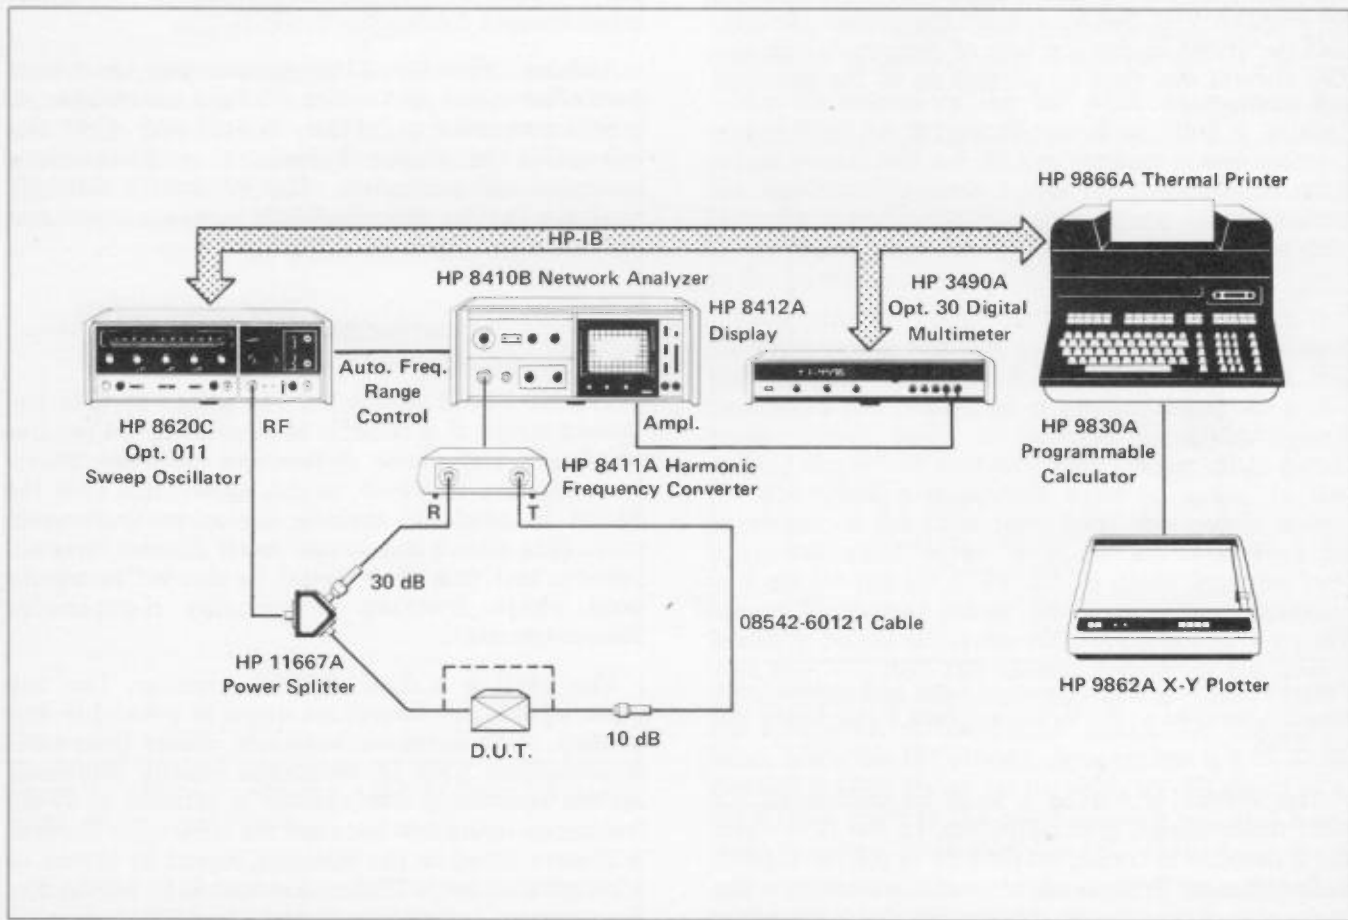 HP 9866A Thermal Printer
HP-IB
HP 8410B Network Analyzer
HP 8412A
Display
HP 3490A
Opt. 30 Digital
Multimeter
Auto. Freq.
Range
Control
HP 8620C
Opt. 011
Sweep Oscillator
RF
Ampl.
HP 9830A
Programmable
Calculator
HP 8411A Harmonic
Frequency Converter
R
T
30 dB
08542-60121 Cable
HP 11667A
Power Splitter
HP 9862A X-Y Plotter
10 dB
D.U.T.